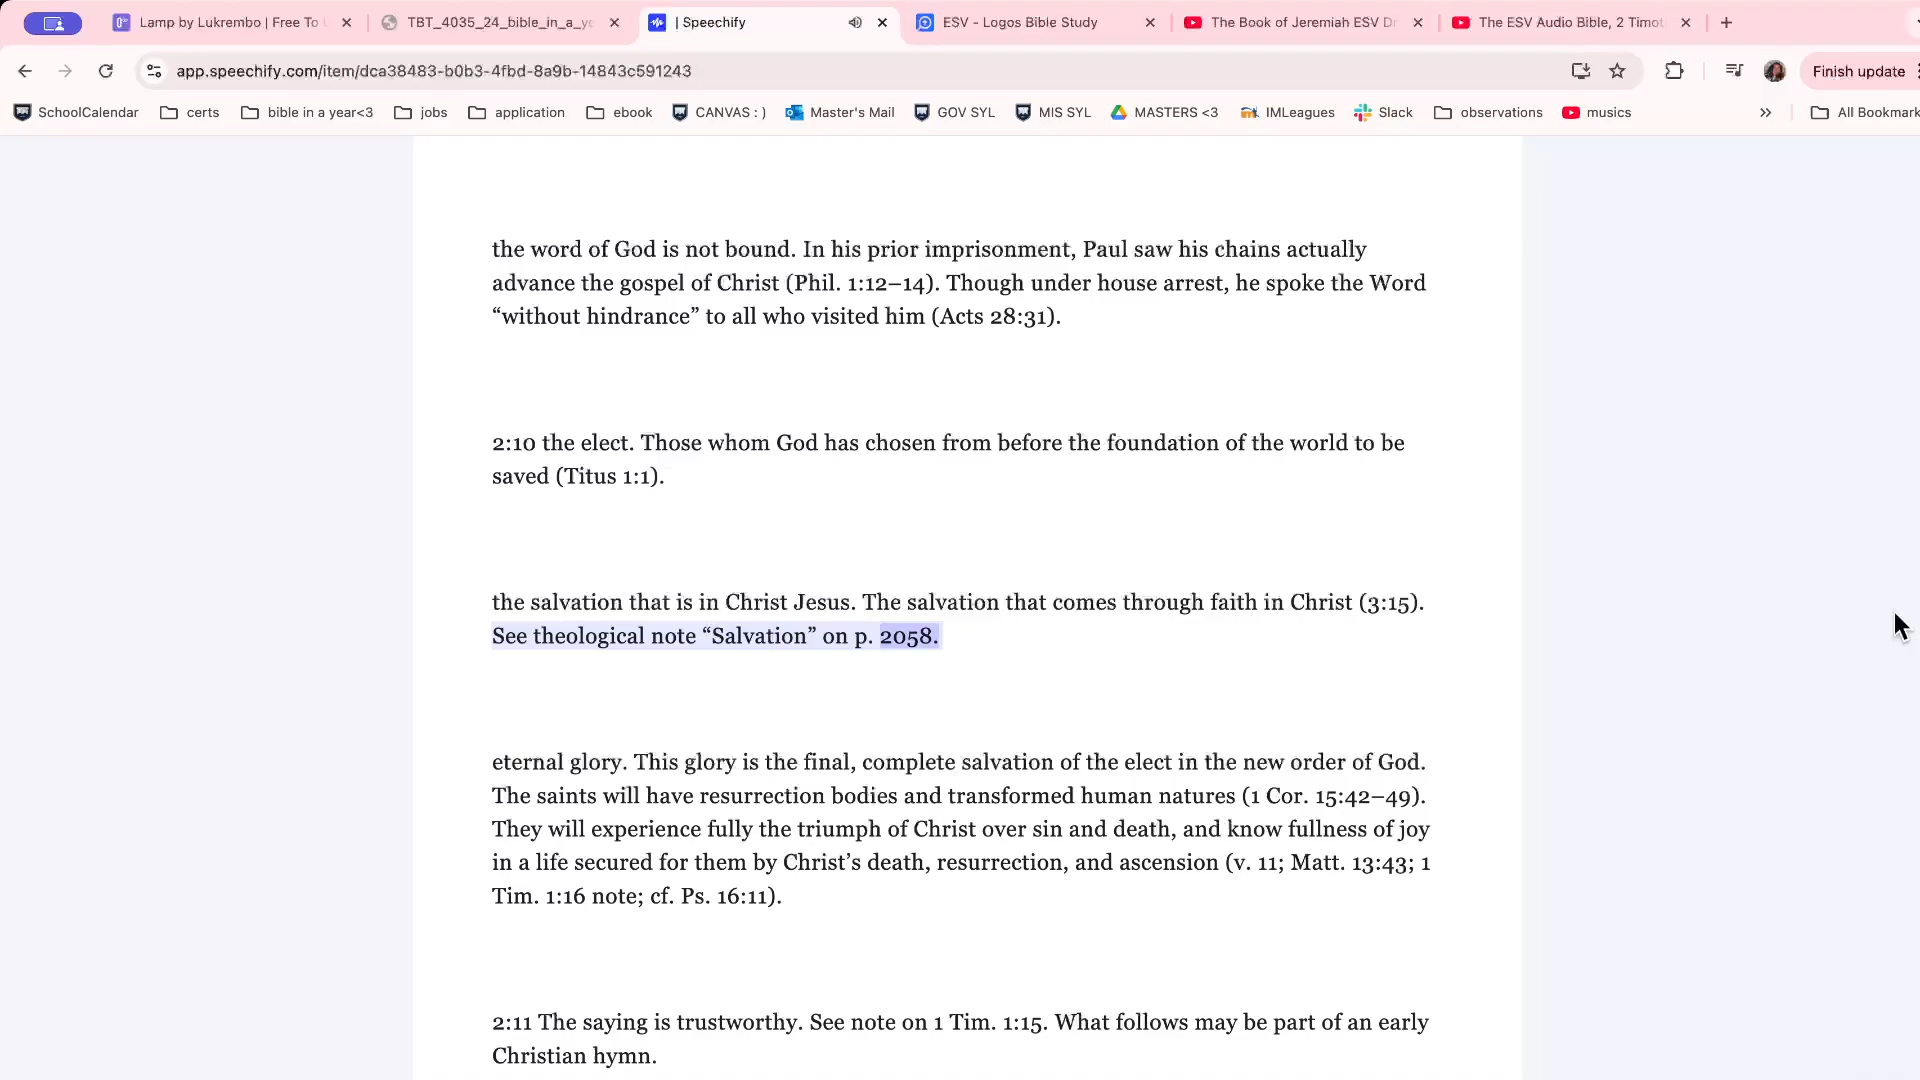 Lamp by Lukrembo | Free To
TBT_4035_24_bible_in_a_ye
| Speechify
ESV - Logos Bible Study
The Book of Jeremiah ESV Dr
The ESV Audio Bible, 2 Timot
app.speechify.com/item/dca38483-b0b3-4fbd-8a9b-14843c591243
Finish update
SchoolCalendar
certs
bible in a year<3
jobs
application
ebook
CANVAS : )
Master's Mail
GOV SYL
MIS SYL
MASTERS <3
IMLeagues
Slack
observations
musics
All Bookmark
the word of God is not bound. In his prior imprisonment, Paul saw his chains actually
advance the gospel of Christ (Phil. 1:12–14). Though under house arrest, he spoke the Word
“without hindrance” to all who visited him (Acts 28:31).
2:10 the elect. Those whom God has chosen from before the foundation of the world to be
saved (Titus 1:1).
the salvation that is in Christ Jesus. The salvation that comes through faith in Christ (3:15).
See theological note “Salvation” on p. 2058.
eternal glory. This glory is the final, complete salvation of the elect in the new order of God.
The saints will have resurrection bodies and transformed human natures (1 Cor. 15:42–49).
They will experience fully the triumph of Christ over sin and death, and know fullness of joy
in a life secured for them by Christ’s death, resurrection, and ascension (v. 11; Matt. 13:43; 1
Tim. 1:16 note; cf. Ps. 16:11).
2:11 The saying is trustworthy. See note on 1 Tim. 1:15. What follows may be part of an early
Christian hymn.